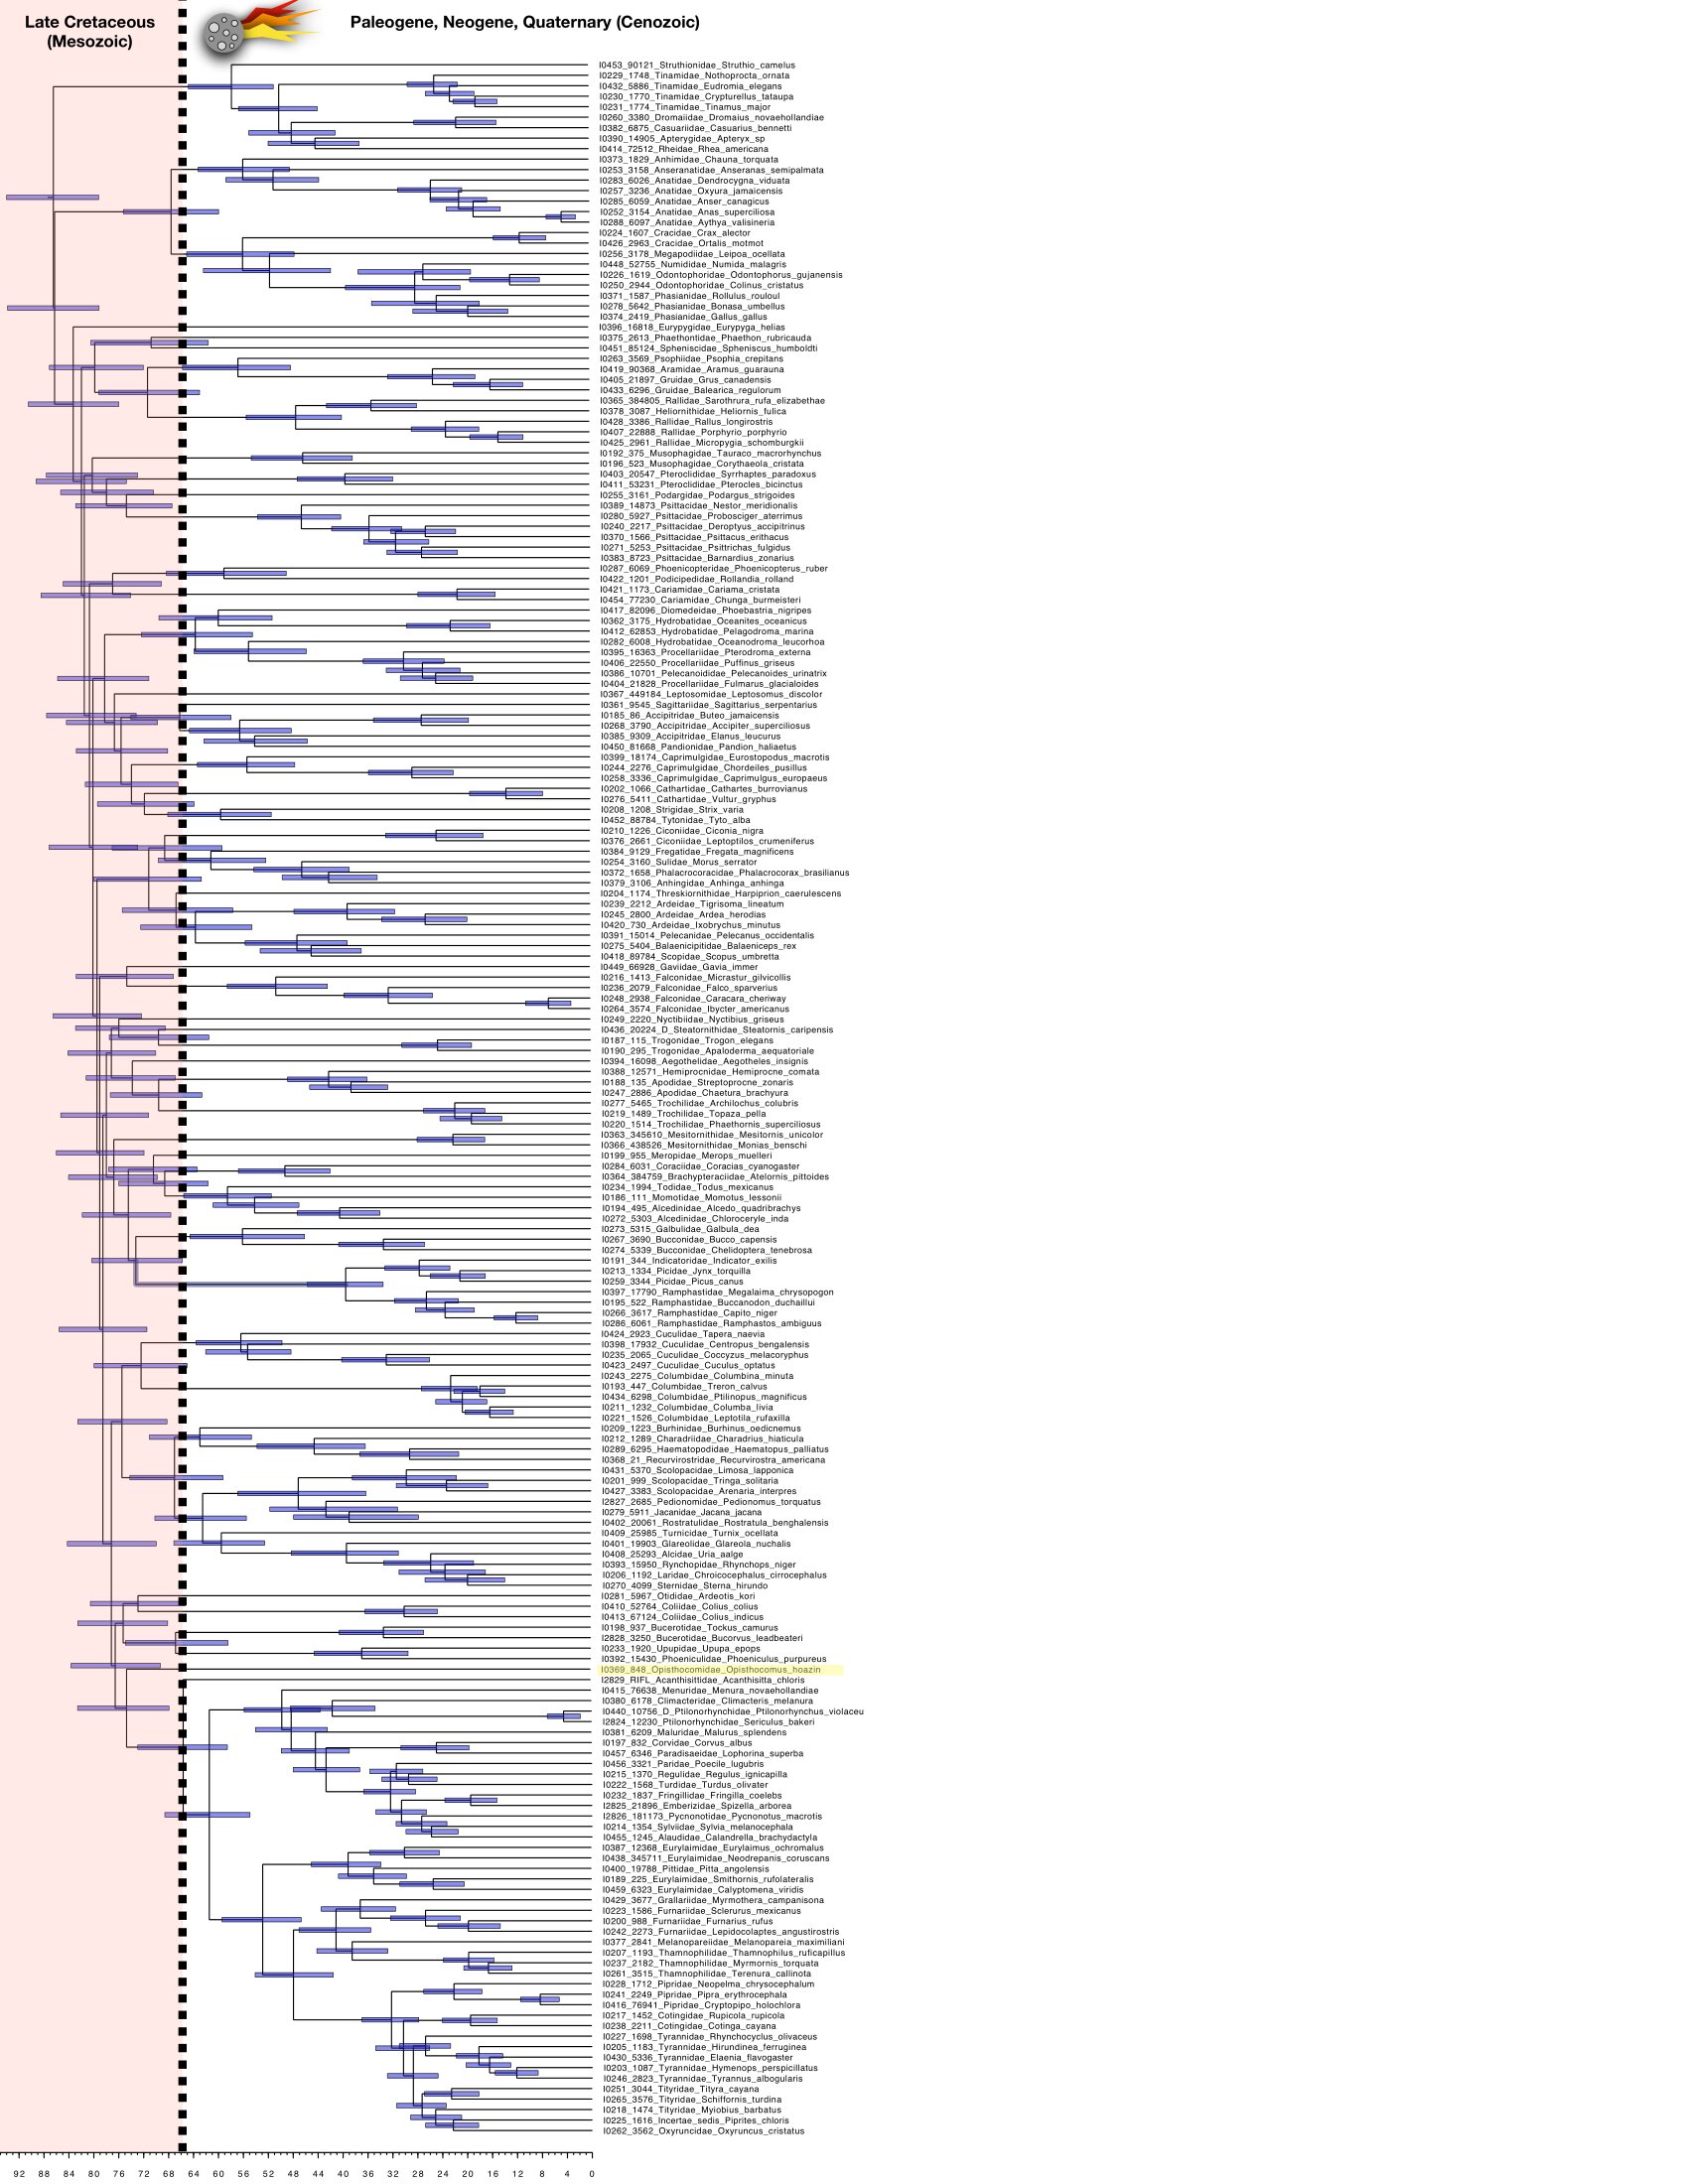 Late Cretaceous
(Mesozoic)
Paleogene, Neogene, Quaternary (Cenozoic)
I0453_90121_Struthionidae_Struthio_camelus
I0229_1748_Tinamidae_Nothoprocta_ornata
I0432_5886_Tinamidae_Eudromia_elegans
I0230_1770_Tinamidae_Crypturellus_tataupa
I0231_1774_Tinamidae_Tinamus_major
I0260_3380_Dromaiidae_Dromaius_novaehollandiae
I0382_6875_Casuariidae_Casuarius_bennetti
I0390_14905_Apterygidae_Apteryx_sp
I0414_72512_Rheidae_Rhea_americana
I0373_1829_Anhimidae_Chauna_torquata
I0253_3158_Anseranatidae_Anseranas_semipalmata
I0283_6026_Anatidae_Dendrocygna_viduata
I0257_3236_Anatidae_Oxyura_jamaicensis
I0285_6059_Anatidae_Anser_canagicus
I0252_3154_Anatidae_Anas_superciliosa
I0288_6097_Anatidae_Aythya_valisineria
I0224_1607_Cracidae_Crax_alector
I0426_2963_Cracidae_Ortalis_motmot
I0256_3178_Megapodiidae_Leipoa_ocellata
I0448_52755_Numididae_Numida_malagris
I0226_1619_Odontophoridae_Odontophorus_gujanensis
I0250_2944_Odontophoridae_Colinus_cristatus
I0371_1587_Phasianidae_Rollulus_rouloul
I0278_5642_Phasianidae_Bonasa_umbellus
I0374_2419_Phasianidae_Gallus_gallus
I0396_16818_Eurypygidae_Eurypyga_helias
I0375_2613_Phaethontidae_Phaethon_rubricauda
I0451_85124_Spheniscidae_Spheniscus_humboldti
I0263_3569_Psophiidae_Psophia_crepitans
I0419_90368_Aramidae_Aramus_guarauna
I0405_21897_Gruidae_Grus_canadensis
I0433_6296_Gruidae_Balearica_regulorum
I0365_384805_Rallidae_Sarothrura_rufa_elizabethae
I0378_3087_Heliornithidae_Heliornis_fulica
I0428_3386_Rallidae_Rallus_longirostris
I0407_22888_Rallidae_Porphyrio_porphyrio
I0425_2961_Rallidae_Micropygia_schomburgkii
I0192_375_Musophagidae_Tauraco_macrorhynchus
I0196_523_Musophagidae_Corythaeola_cristata
I0403_20547_Pteroclididae_Syrrhaptes_paradoxus
I0411_53231_Pteroclididae_Pterocles_bicinctus
I0255_3161_Podargidae_Podargus_strigoides
I0389_14873_Psittacidae_Nestor_meridionalis
I0280_5927_Psittacidae_Probosciger_aterrimus
I0240_2217_Psittacidae_Deroptyus_accipitrinus
I0370_1566_Psittacidae_Psittacus_erithacus
I0271_5253_Psittacidae_Psittrichas_fulgidus
I0383_8723_Psittacidae_Barnardius_zonarius
I0287_6069_Phoenicopteridae_Phoenicopterus_ruber
I0422_1201_Podicipedidae_Rollandia_rolland
I0421_1173_Cariamidae_Cariama_cristata
I0454_77230_Cariamidae_Chunga_burmeisteri
I0417_82096_Diomedeidae_Phoebastria_nigripes
I0362_3175_Hydrobatidae_Oceanites_oceanicus
I0412_62853_Hydrobatidae_Pelagodroma_marina
I0282_6008_Hydrobatidae_Oceanodroma_leucorhoa
I0395_16363_Procellariidae_Pterodroma_externa
I0406_22550_Procellariidae_Puffinus_griseus
I0386_10701_Pelecanoididae_Pelecanoides_urinatrix
I0404_21828_Procellariidae_Fulmarus_glacialoides
I0367_449184_Leptosomidae_Leptosomus_discolor
I0361_9545_Sagittariidae_Sagittarius_serpentarius
I0185_86_Accipitridae_Buteo_jamaicensis
I0268_3790_Accipitridae_Accipiter_superciliosus
I0385_9309_Accipitridae_Elanus_leucurus
I0450_81668_Pandionidae_Pandion_haliaetus
I0399_18174_Caprimulgidae_Eurostopodus_macrotis
I0244_2276_Caprimulgidae_Chordeiles_pusillus
I0258_3336_Caprimulgidae_Caprimulgus_europaeus
I0202_1066_Cathartidae_Cathartes_burrovianus
I0276_5411_Cathartidae_Vultur_gryphus
I0208_1208_Strigidae_Strix_varia
I0452_88784_Tytonidae_Tyto_alba
I0210_1226_Ciconiidae_Ciconia_nigra
I0376_2661_Ciconiidae_Leptoptilos_crumeniferus
I0384_9129_Fregatidae_Fregata_magnificens
I0254_3160_Sulidae_Morus_serrator
I0372_1658_Phalacrocoracidae_Phalacrocorax_brasilianus
I0379_3106_Anhingidae_Anhinga_anhinga
I0204_1174_Threskiornithidae_Harpiprion_caerulescens
I0239_2212_Ardeidae_Tigrisoma_lineatum
I0245_2800_Ardeidae_Ardea_herodias
I0420_730_Ardeidae_Ixobrychus_minutus
I0391_15014_Pelecanidae_Pelecanus_occidentalis
I0275_5404_Balaenicipitidae_Balaeniceps_rex
I0418_89784_Scopidae_Scopus_umbretta
I0449_66928_Gaviidae_Gavia_immer
I0216_1413_Falconidae_Micrastur_gilvicollis
I0236_2079_Falconidae_Falco_sparverius
I0248_2938_Falconidae_Caracara_cheriway
I0264_3574_Falconidae_Ibycter_americanus
I0249_2220_Nyctibiidae_Nyctibius_griseus
I0436_20224_D_Steatornithidae_Steatornis_caripensis
I0187_115_Trogonidae_Trogon_elegans
I0190_295_Trogonidae_Apaloderma_aequatoriale
I0394_16098_Aegothelidae_Aegotheles_insignis
I0388_12571_Hemiprocnidae_Hemiprocne_comata
I0188_135_Apodidae_Streptoprocne_zonaris
I0247_2886_Apodidae_Chaetura_brachyura
I0277_5465_Trochilidae_Archilochus_colubris
I0219_1489_Trochilidae_Topaza_pella
I0220_1514_Trochilidae_Phaethornis_superciliosus
I0363_345610_Mesitornithidae_Mesitornis_unicolor
I0366_438526_Mesitornithidae_Monias_benschi
I0199_955_Meropidae_Merops_muelleri
I0284_6031_Coraciidae_Coracias_cyanogaster
I0364_384759_Brachypteraciidae_Atelornis_pittoides
I0234_1994_Todidae_Todus_mexicanus
I0186_111_Momotidae_Momotus_lessonii
I0194_495_Alcedinidae_Alcedo_quadribrachys
I0272_5303_Alcedinidae_Chloroceryle_inda
I0273_5315_Galbulidae_Galbula_dea
I0267_3690_Bucconidae_Bucco_capensis
I0274_5339_Bucconidae_Chelidoptera_tenebrosa
I0191_344_Indicatoridae_Indicator_exilis
I0213_1334_Picidae_Jynx_torquilla
I0259_3344_Picidae_Picus_canus
I0397_17790_Ramphastidae_Megalaima_chrysopogon
I0195_522_Ramphastidae_Buccanodon_duchaillui
I0266_3617_Ramphastidae_Capito_niger
I0286_6061_Ramphastidae_Ramphastos_ambiguus
I0424_2923_Cuculidae_Tapera_naevia
I0398_17932_Cuculidae_Centropus_bengalensis
I0235_2065_Cuculidae_Coccyzus_melacoryphus
I0423_2497_Cuculidae_Cuculus_optatus
I0243_2275_Columbidae_Columbina_minuta
I0193_447_Columbidae_Treron_calvus
I0434_6298_Columbidae_Ptilinopus_magnificus
I0211_1232_Columbidae_Columba_livia
I0221_1526_Columbidae_Leptotila_rufaxilla
I0209_1223_Burhinidae_Burhinus_oedicnemus
I0212_1289_Charadriidae_Charadrius_hiaticula
I0289_6295_Haematopodidae_Haematopus_palliatus
I0368_21_Recurvirostridae_Recurvirostra_americana
I0431_5370_Scolopacidae_Limosa_lapponica
I0201_999_Scolopacidae_Tringa_solitaria
I0427_3383_Scolopacidae_Arenaria_interpres
I2827_2685_Pedionomidae_Pedionomus_torquatus
I0279_5911_Jacanidae_Jacana_jacana
I0402_20061_Rostratulidae_Rostratula_benghalensis
I0409_25985_Turnicidae_Turnix_ocellata
I0401_19903_Glareolidae_Glareola_nuchalis
I0408_25293_Alcidae_Uria_aalge
I0393_15950_Rynchopidae_Rhynchops_niger
I0206_1192_Laridae_Chroicocephalus_cirrocephalus
I0270_4099_Sternidae_Sterna_hirundo
I0281_5967_Otididae_Ardeotis_kori
I0410_52764_Coliidae_Colius_colius
I0413_67124_Coliidae_Colius_indicus
I0198_937_Bucerotidae_Tockus_camurus
I2828_3250_Bucerotidae_Bucorvus_leadbeateri
I0233_1920_Upupidae_Upupa_epops
I0392_15430_Phoeniculidae_Phoeniculus_purpureus
I0369_848_Opisthocomidae_Opisthocomus_hoazin
I2829_RIFL_Acanthisittidae_Acanthisitta_chloris
I0415_76638_Menuridae_Menura_novaehollandiae
I0380_6178_Climacteridae_Climacteris_melanura
I0440_10756_D_Ptilonorhynchidae_Ptilonorhynchus_violaceu
I2824_12230_Ptilonorhynchidae_Sericulus_bakeri
I0381_6209_Maluridae_Malurus_splendens
I0197_832_Corvidae_Corvus_albus
I0457_6346_Paradisaeidae_Lophorina_superba
I0456_3321_Paridae_Poecile_lugubris
I0215_1370_Regulidae_Regulus_ignicapilla
I0222_1568_Turdidae_Turdus_olivater
I0232_1837_Fringillidae_Fringilla_coelebs
I2825_21896_Emberizidae_Spizella_arborea
I2826_181173_Pycnonotidae_Pycnonotus_macrotis
I0214_1354_Sylviidae_Sylvia_melanocephala
I0455_1245_Alaudidae_Calandrella_brachydactyla
I0387_12368_Eurylaimidae_Eurylaimus_ochromalus
I0438_345711_Eurylaimidae_Neodrepanis_coruscans
I0400_19788_Pittidae_Pitta_angolensis
I0189_225_Eurylaimidae_Smithornis_rufolateralis
I0459_6323_Eurylaimidae_Calyptomena_viridis
I0429_3677_Grallariidae_Myrmothera_campanisona
I0223_1586_Furnariidae_Sclerurus_mexicanus
I0200_988_Furnariidae_Furnarius_rufus
I0242_2273_Furnariidae_Lepidocolaptes_angustirostris
I0377_2841_Melanopareiidae_Melanopareia_maximiliani
I0207_1193_Thamnophilidae_Thamnophilus_ruficapillus
I0237_2182_Thamnophilidae_Myrmornis_torquata
I0261_3515_Thamnophilidae_Terenura_callinota
I0228_1712_Pipridae_Neopelma_chrysocephalum
I0241_2249_Pipridae_Pipra_erythrocephala
I0416_76941_Pipridae_Cryptopipo_holochlora
I0217_1452_Cotingidae_Rupicola_rupicola
I0238_2211_Cotingidae_Cotinga_cayana
I0227_1698_Tyrannidae_Rhynchocyclus_olivaceus
I0205_1183_Tyrannidae_Hirundinea_ferruginea
I0430_5336_Tyrannidae_Elaenia_flavogaster
I0203_1087_Tyrannidae_Hymenops_perspicillatus
I0246_2823_Tyrannidae_Tyrannus_albogularis
I0251_3044_Tityridae_Tityra_cayana
I0265_3576_Tityridae_Schiffornis_turdina
I0218_1474_Tityridae_Myiobius_barbatus
I0225_1616_Incertae_sedis_Piprites_chloris
I0262_3562_Oxyruncidae_Oxyruncus_cristatus
92 88 84 80 76 72 68 64 60 56 52 48 44 40 36 32 28 24 20 16 12 8 4 0